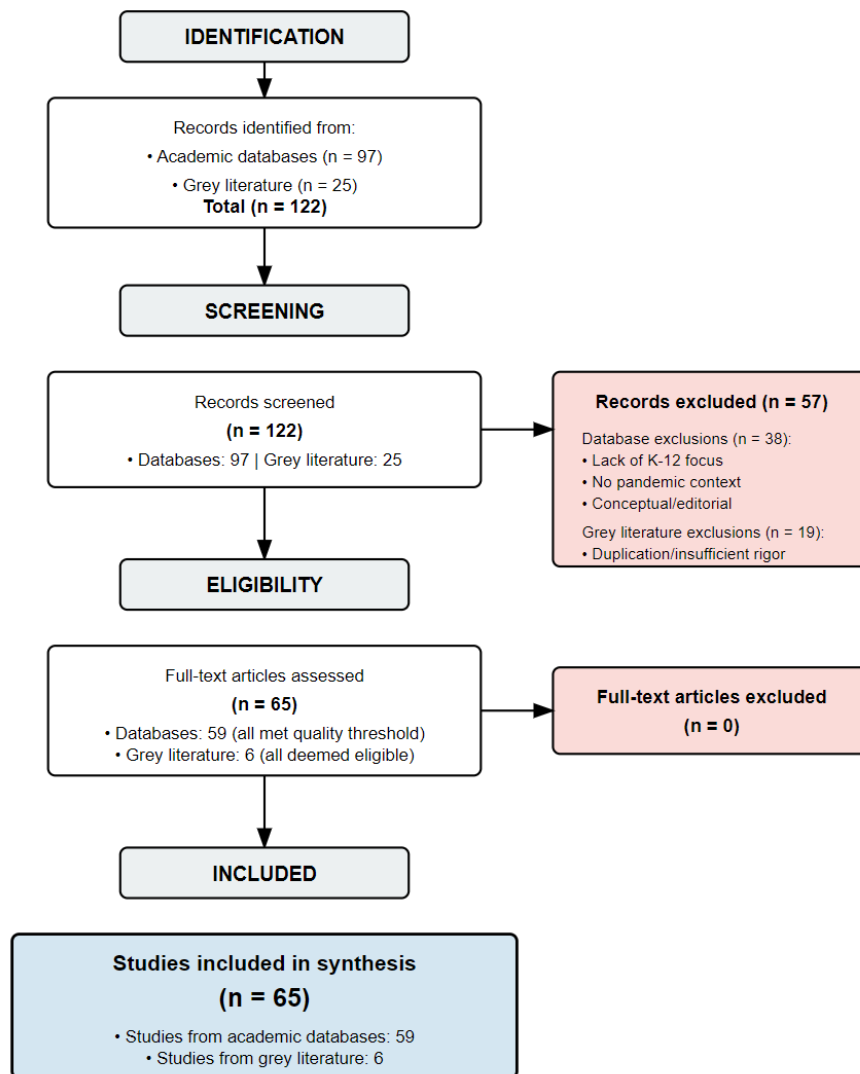 IDENTIFICATION
Records identified from:
• Academic databases (n = 97)
• Grey literature (n = 25)
Total (n = 122)
SCREENING
Records screened
(n = 122)
• Databases: 97 | Grey literature: 25
Records excluded (n = 57)
Database exclusions (n = 38):
• Lack of K-12 focus
• No pandemic context
• Conceptual/editorial
Grey literature exclusions (n = 19):
• Duplication/insufficient rigor
ELIGIBILITY
Full-text articles assessed
(n = 65)
• Databases: 59 (all met quality threshold)
• Grey literature: 6 (all deemed eligible)
Full-text articles excluded
(n = 0)
INCLUDED
Studies included in synthesis
(n = 65)
• Studies from academic databases: 59
• Studies from grey literature: 6